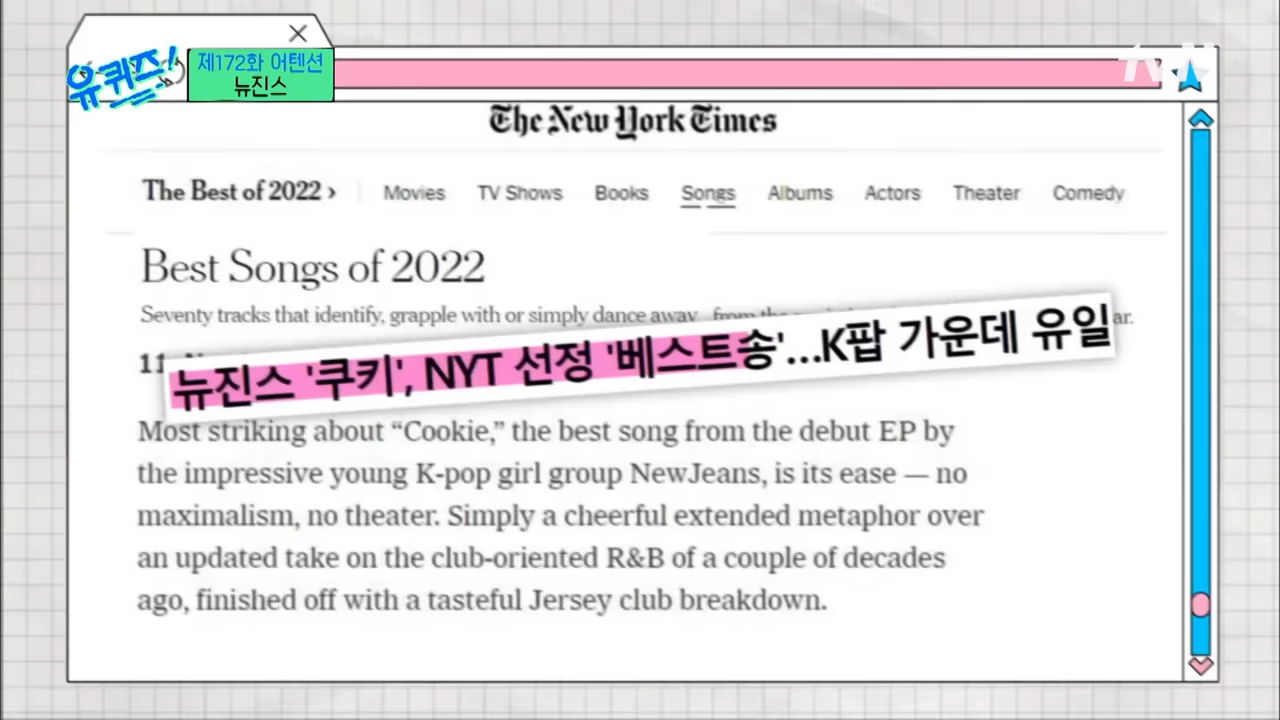 유퀴즈!
제172화 어텐션
뉴진스
tvN
The New York Times
The Best of 2022 › Movies TV Shows Books Songs Albums Actors Theater Comedy
Best Songs of 2022
Seventy tracks that identify, grapple with or simply dance away from the
뉴진스 '쿠키', NYT 선정 '베스트송'...K팝 가운데 유일
11.
Most striking about “Cookie,” the best song from the debut EP by
the impressive young K-pop girl group NewJeans, is its ease — no
maximalism, no theater. Simply a cheerful extended metaphor over
an updated take on the club-oriented R&B of a couple of decades
ago, finished off with a tasteful Jersey club breakdown.